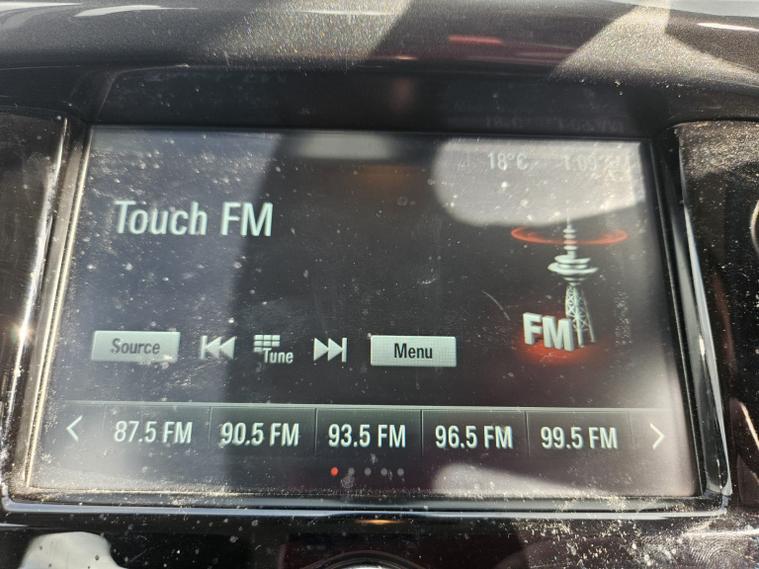 18°C
Touch FM
FM
Source
Tune
Menu
87.5 FM
90.5 FM
93.5 FM
96.5 FM
99.5 FM